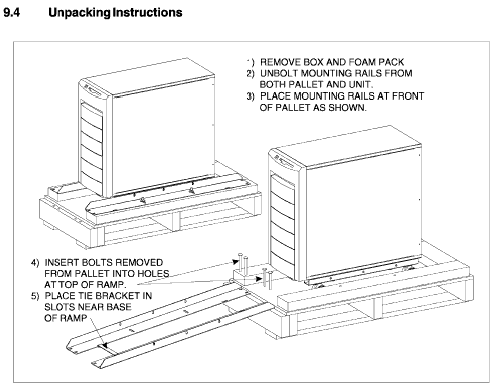 9.4 Unpacking Instructions
1) REMOVE BOX AND FOAM PACK
2) UNBOLT MOUNTING RAILS FROM
BOTH PALLET AND UNIT.
3) PLACE MOUNTING RAILS AT FRONT
OF PALLET AS SHOWN.
4) INSERT BOLTS REMOVED
FROM PALLET INTO HOLES
AT TOP OF RAMP.
5) PLACE TIE BRACKET IN
SLOTS NEAR BASE
OF RAMP